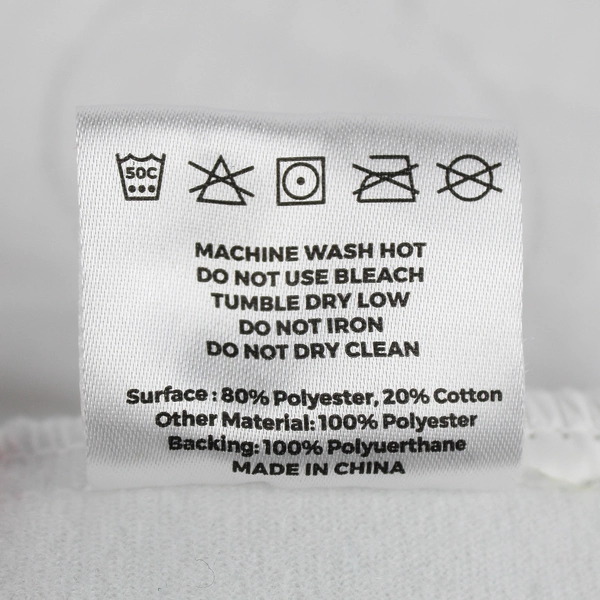 50C
MACHINE WASH HOT
DO NOT USE BLEACH
TUMBLE DRY LOW
DO NOT IRON
DO NOT DRY CLEAN
Surface : 80% Polyester, 20% Cotton
Other Material: 100% Polyester
Backing: 100% Polyuerthane
MADE IN CHINA